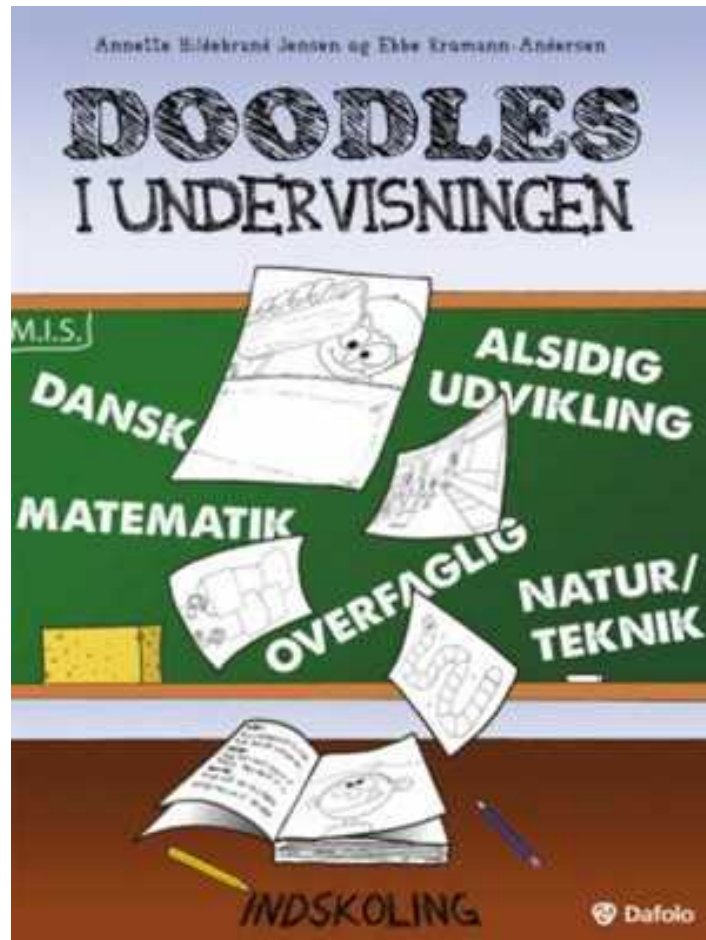 Annette Hildebrand Jensen og Ebbe Kromann-Andersen
DOODLES
I UNDERVISNINGEN
M.I.S.
ALSIDIG
UDVIKLING
DANSK
MATEMATIK
OVERFAGLIG
NATUR/
TEKNIK
INDSKOLING
Dafolo